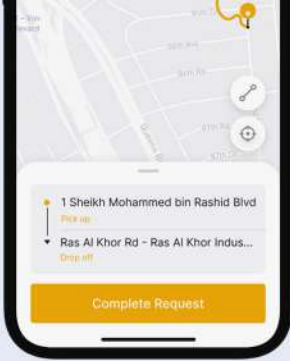 1 Sheikh Mohammed bin Rashid Blvd
Pick up
Ras Al Khor Rd - Ras Al Khor Indus...
Drop off
Complete Request